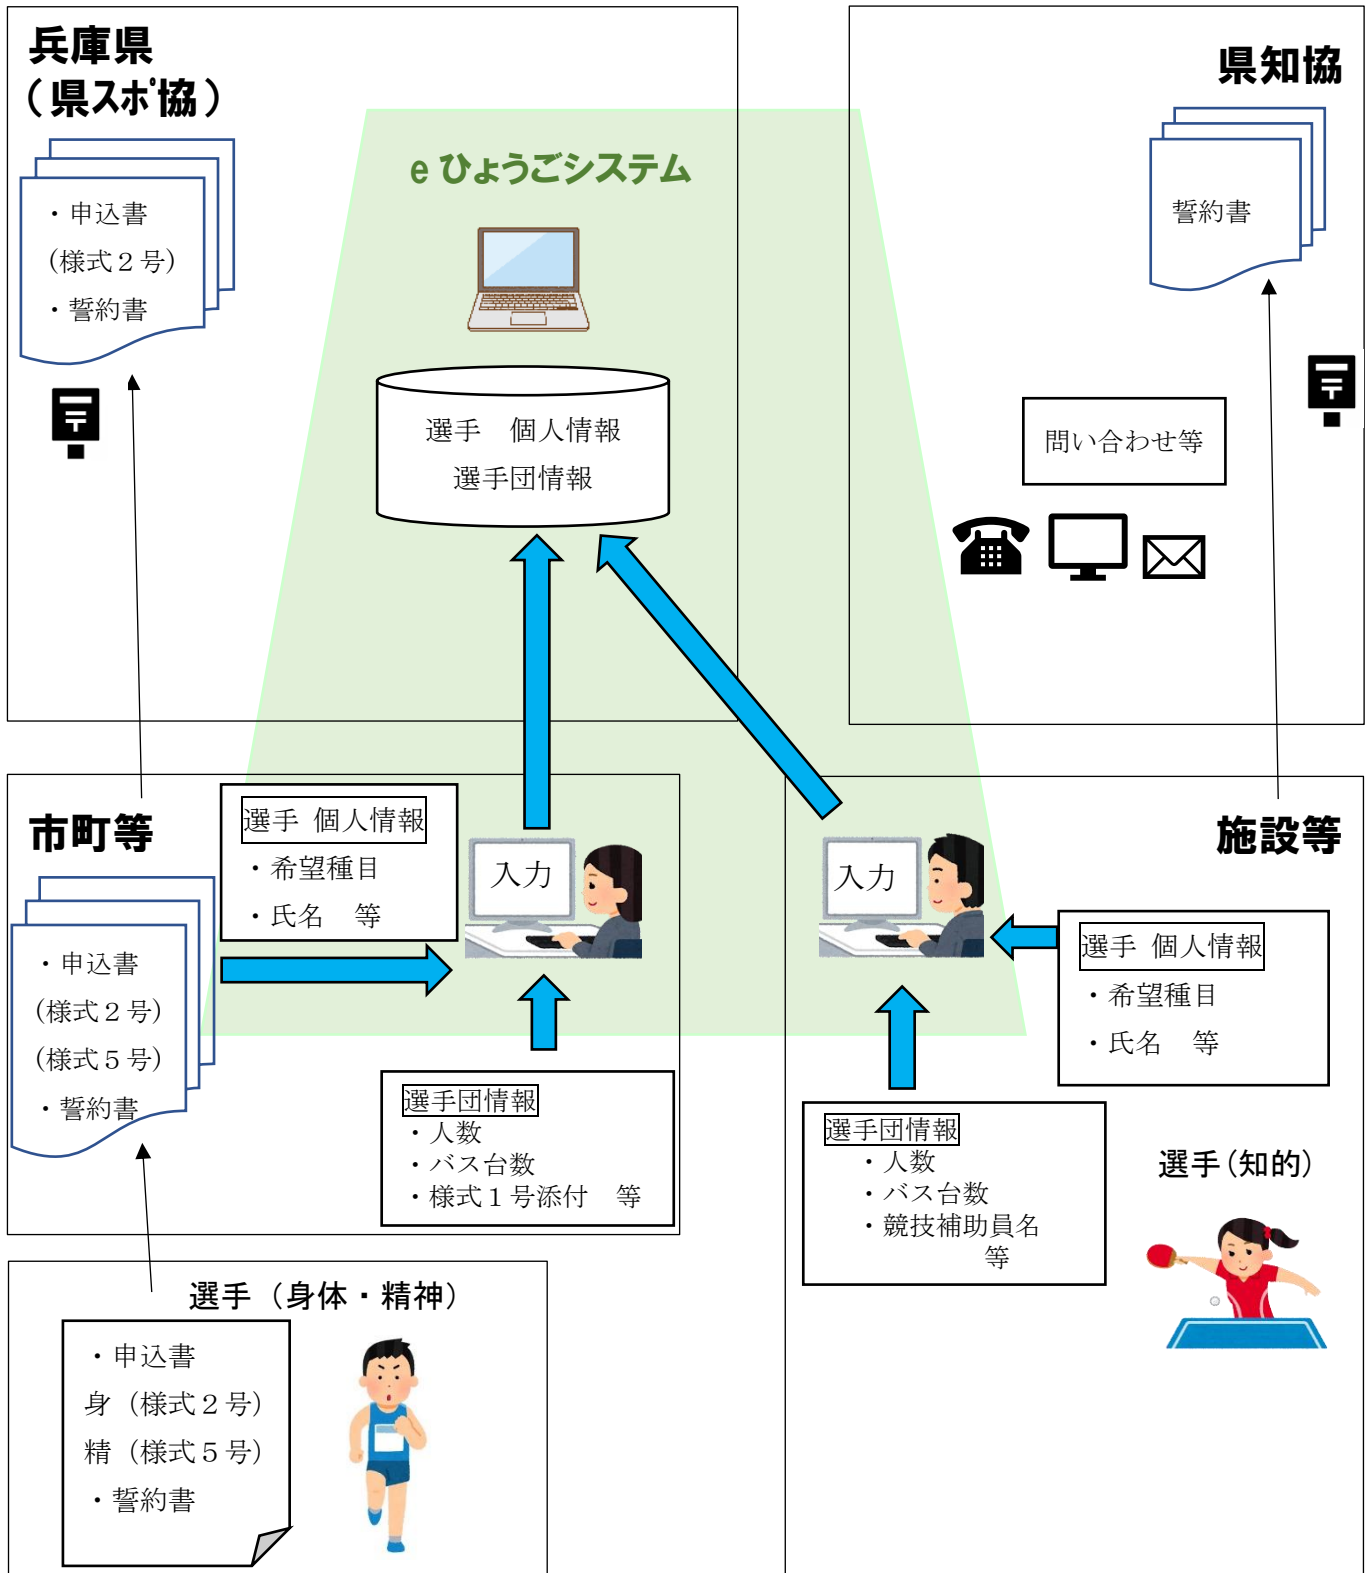 兵庫県
（県スポ協）
・申込書
(様式２号)
・誓約書
〒
eひょうごシステム
選手　個人情報
選手団情報
県知協
誓約書
〒
問い合わせ等
市町等
・申込書
(様式２号)
(様式５号)
・誓約書
選手 個人情報
・希望種目
・氏名　等
入力
選手団情報
・人数
・バス台数
・様式１号添付　等
施設等
入力
選手 個人情報
・希望種目
・氏名　等
選手団情報
・人数
・バス台数
・競技補助員名
等
選手(知的)
選手（身体・精神）
・申込書
身（様式２号）
精（様式５号）
・誓約書